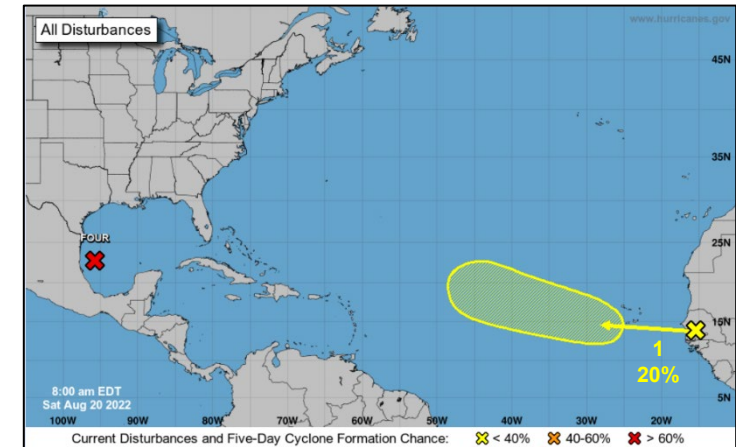 All Disturbances
www.hurricanes.gov
45N
35N
25N
15N
5N
FOUR
1
20%
8:00 am EDT
Sat Aug 20 2022
100W 90W 80W 70W 60W 50W 40W 30W 20W
Current Disturbances and Five-Day Cyclone Formation Chance: < 40% 40-60% > 60%